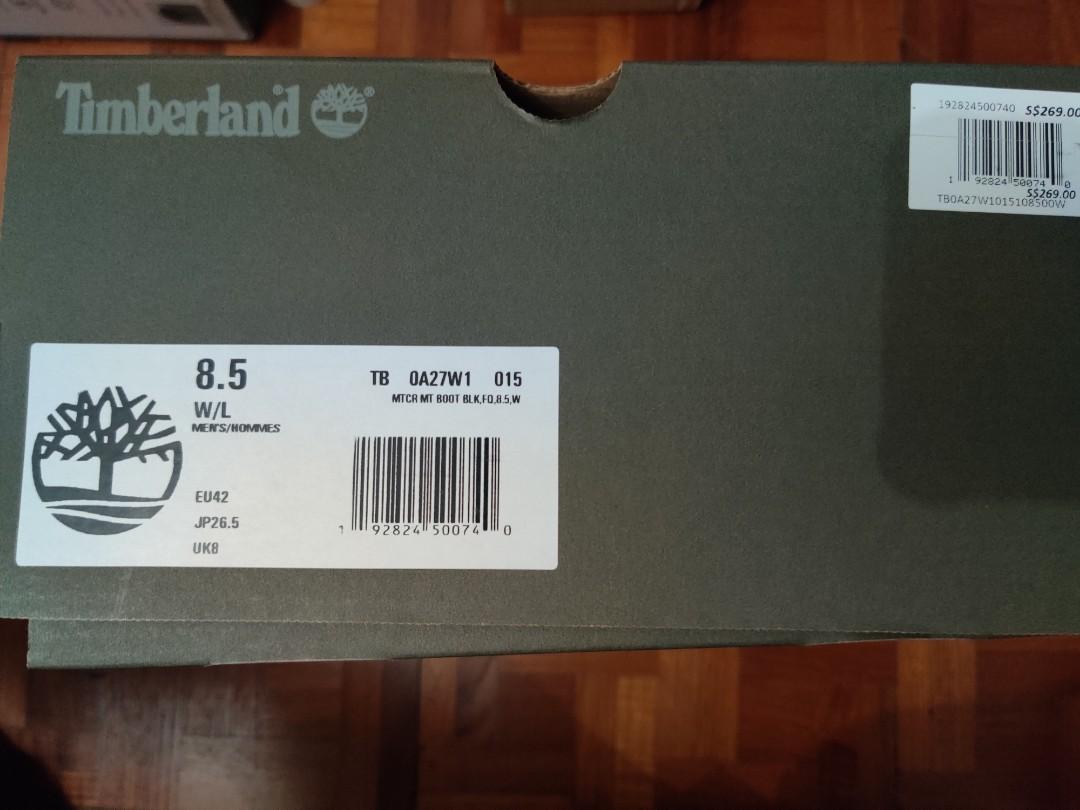 Timberland ®
192824500740 S$269.00
1 92824 50074 0
S$269.00
TB0A27W1015108500W
8.5
W/L
MEN'S/HOMMES
EU42
JP26.5
UK8
TB 0A27W1 015
MTCR MT BOOT BLK,FQ,8.5,W
1 92824 50074 0